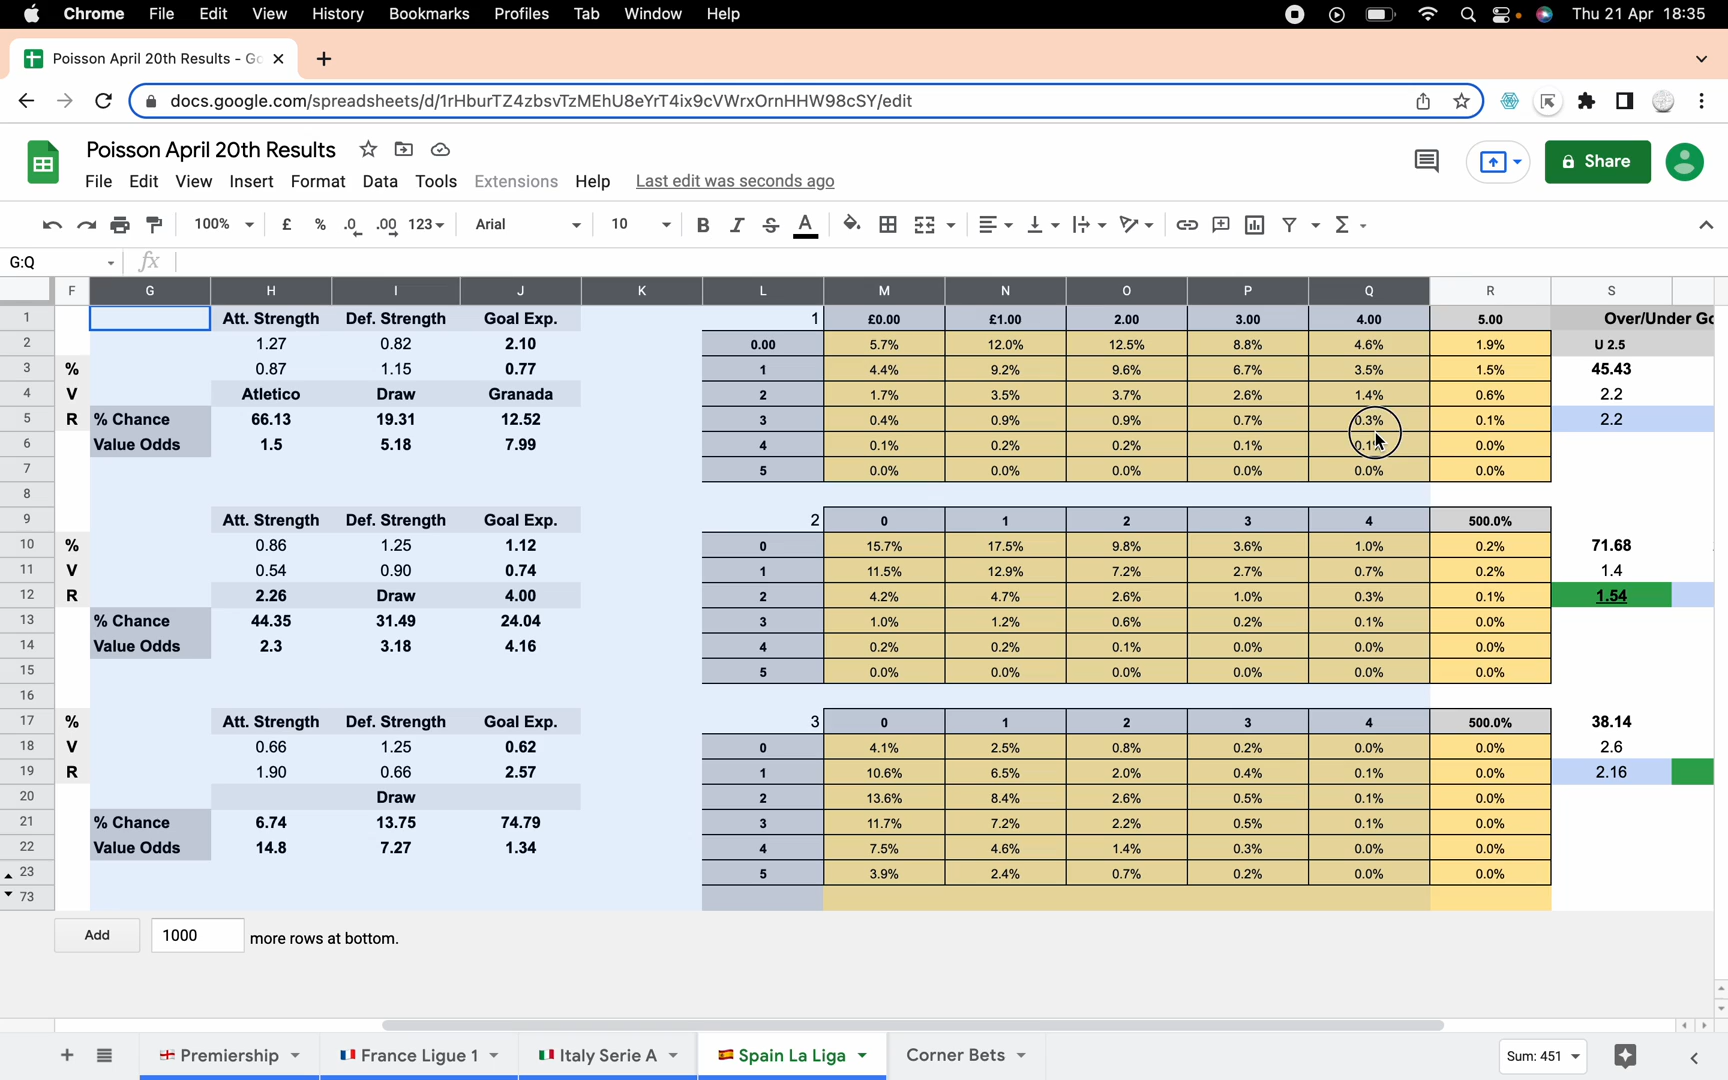 Chrome File Edit View History Bookmarks Profiles Tab Window Help Thu 21 Apr 18:35
Poisson April 20th Results - Go
docs.google.com/spreadsheets/d/1rHburTZ4zbsvTzMEhU8eYrT4ix9cVWrxOrnHHW98cSY/edit
Poisson April 20th Results
Share
File Edit View Insert Format Data Tools Extensions Help Last edit was seconds ago
100% £ % .0 .00 123 Arial 10 B I S A Σ
G:Q fx
F G H I J K L M N O P Q R S
1 Att. Strength Def. Strength Goal Exp. 1 £0.00 £1.00 2.00 3.00 4.00 5.00 Over/Under Go
2 1.27 0.82 2.10 0.00 5.7% 12.0% 12.5% 8.8% 4.6% 1.9% U 2.5
3 % 0.87 1.15 0.77 1 4.4% 9.2% 9.6% 6.7% 3.5% 1.5% 45.43
4 V Atletico Draw Granada 2 1.7% 3.5% 3.7% 2.6% 1.4% 0.6% 2.2
5 R % Chance 66.13 19.31 12.52 3 0.4% 0.9% 0.9% 0.7% 0.3% 0.1% 2.2
6 Value Odds 1.5 5.18 7.99 4 0.1% 0.2% 0.2% 0.1% 0.1% 0.0%
7 5 0.0% 0.0% 0.0% 0.0% 0.0% 0.0%
8
9 Att. Strength Def. Strength Goal Exp. 2 0 1 2 3 4 500.0%
10 % 0.86 1.25 1.12 0 15.7% 17.5% 9.8% 3.6% 1.0% 0.2% 71.68
11 V 0.54 0.90 0.74 1 11.5% 12.9% 7.2% 2.7% 0.7% 0.2% 1.4
12 R 2.26 Draw 4.00 2 4.2% 4.7% 2.6% 1.0% 0.3% 0.1% 1.54
13 % Chance 44.35 31.49 24.04 3 1.0% 1.2% 0.6% 0.2% 0.1% 0.0%
14 Value Odds 2.3 3.18 4.16 4 0.2% 0.2% 0.1% 0.0% 0.0% 0.0%
15 5 0.0% 0.0% 0.0% 0.0% 0.0% 0.0%
16
17 % Att. Strength Def. Strength Goal Exp. 3 0 1 2 3 4 500.0% 38.14
18 V 0.66 1.25 0.62 0 4.1% 2.5% 0.8% 0.2% 0.0% 0.0% 2.6
19 R 1.90 0.66 2.57 1 10.6% 6.5% 2.0% 0.4% 0.1% 0.0% 2.16
20 Draw 2 13.6% 8.4% 2.6% 0.5% 0.1% 0.0%
21 % Chance 6.74 13.75 74.79 3 11.7% 7.2% 2.2% 0.5% 0.1% 0.0%
22 Value Odds 14.8 7.27 1.34 4 7.5% 4.6% 1.4% 0.3% 0.0% 0.0%
23 5 3.9% 2.4% 0.7% 0.2% 0.0% 0.0%
73
Add 1000 more rows at bottom.
Premiership France Ligue 1 Italy Serie A Spain La Liga Corner Bets Sum: 451